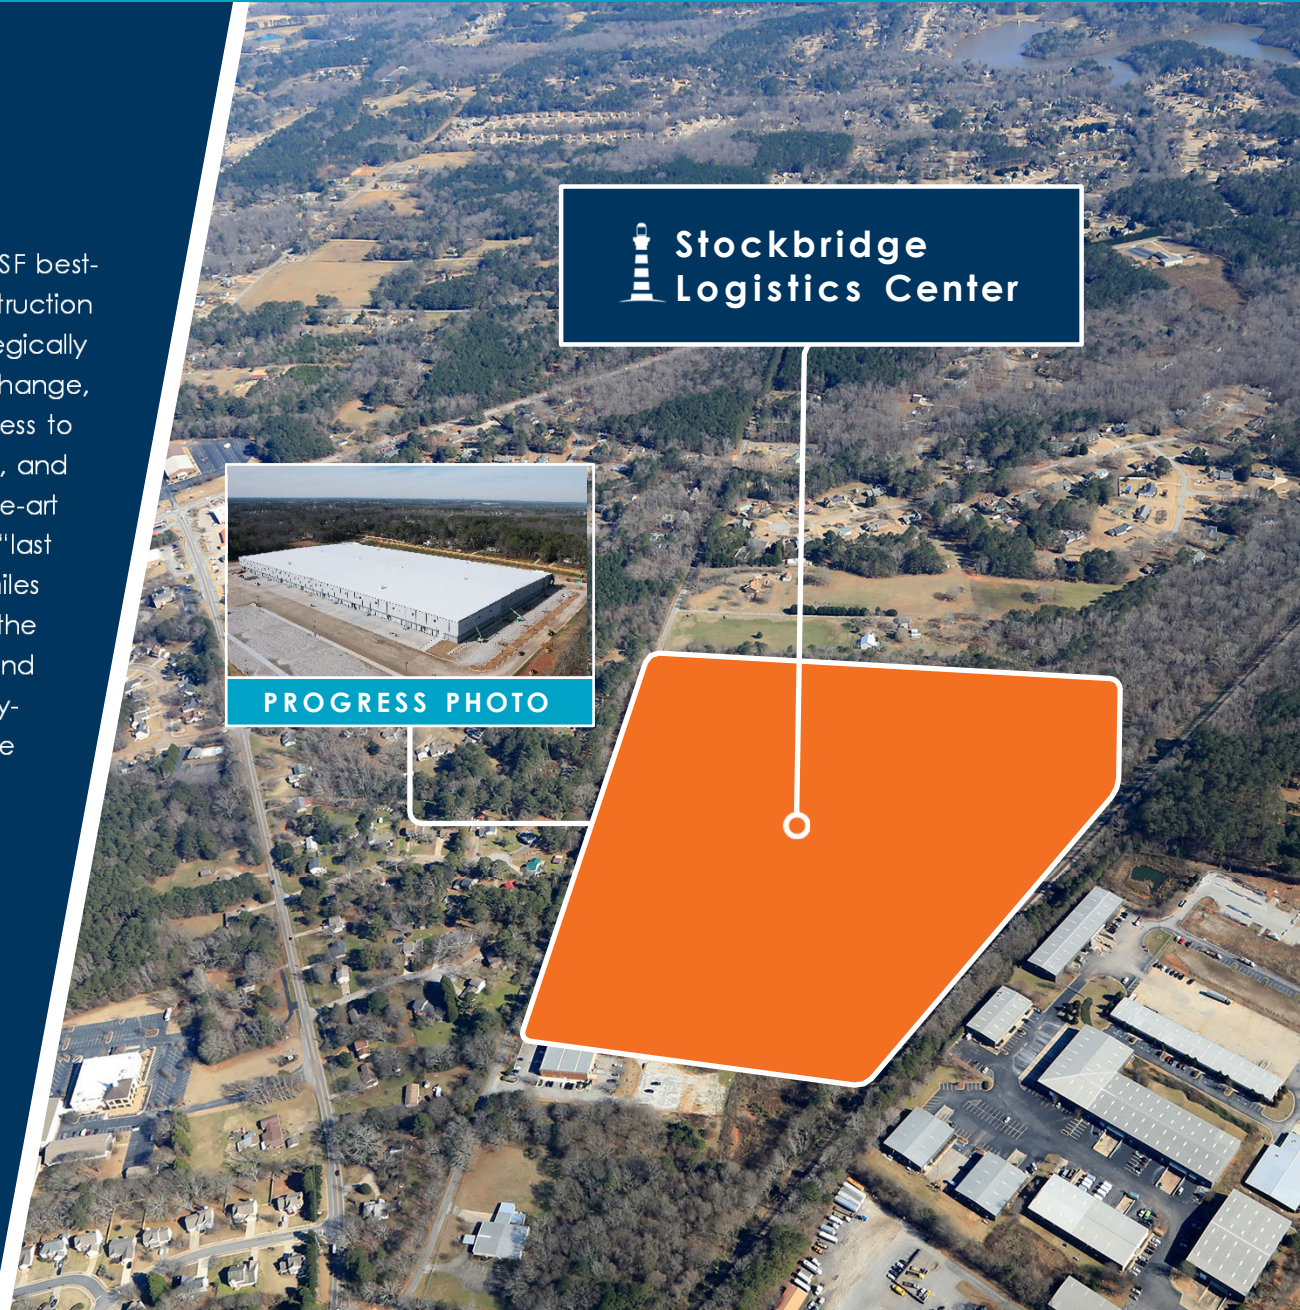 SF best-
truction
egically
hange,
ess to
, and
e-art
“last
iles
the
nd
y-
e
Stockbridge
Logistics Center
PROGRESS PHOTO